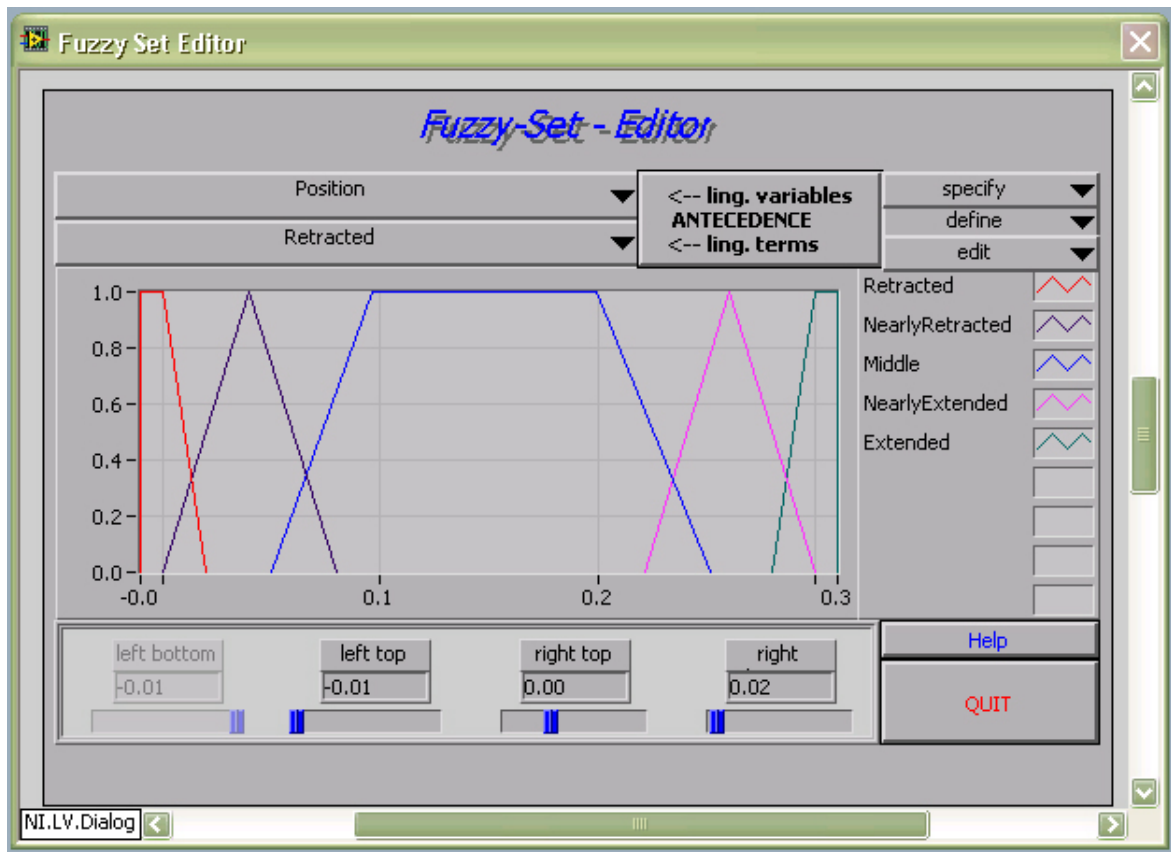 Fuzzy Set Editor
Fuzzy-Set - Editor
Position
<-- ling. variables
ANTECEDENCE
<-- ling. terms
specify
define
edit
Retracted
Retracted
NearlyRetracted
Middle
NearlyExtended
Extended
1.0
0.8
0.6
0.4
0.2
0.0
-0.0 0.1 0.2 0.3
left bottom left top right top right
-0.01 -0.01 0.00 0.02
Help
QUIT
NI.LV.Dialog